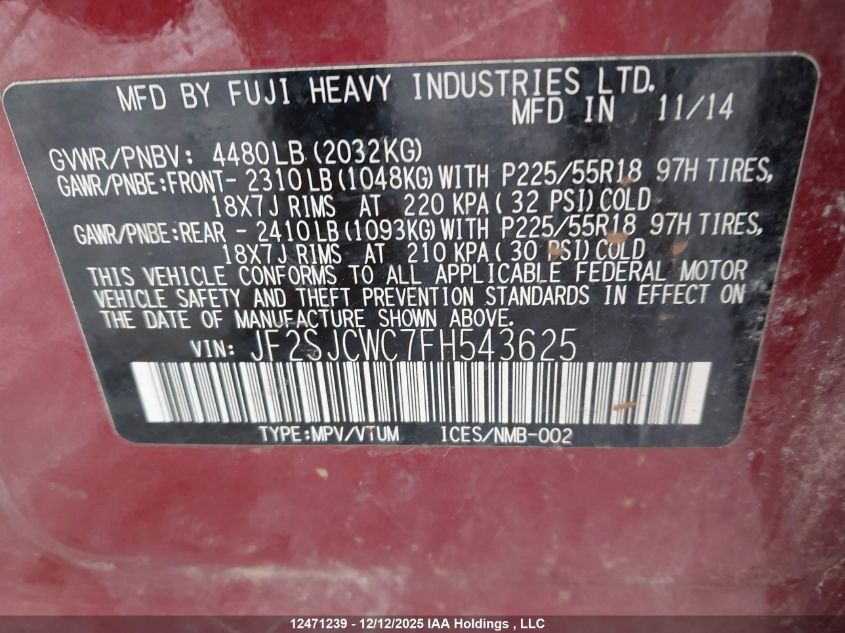 MFD BY FUJI HEAVY INDUSTRIES LTD.
MFD IN 11/14
GVWR/PNBV: 4480LB (2032KG)
GAWR/PNBE:FRONT- 2310 LB (1048KG) WITH P225/55R18 97H TIRES,
18X7J RIMS AT 220 KPA ( 32 PSI) COLD
GAWR/PNBE:REAR - 2410 LB (1093KG) WITH P225/55R18 97H TIRES,
18X7J RIMS AT 210 KPA ( 30 PSI) COLD
THIS VEHICLE CONFORMS TO ALL APPLICABLE FEDERAL MOTOR
VEHICLE SAFETY AND THEFT PREVENTION STANDARDS IN EFFECT ON
THE DATE OF MANUFACTURE SHOWN ABOVE.
VIN: JF2SJCWC7FH543625
TYPE:MPV/VTUM ICES/NMB-002
12471239 - 12/12/2025 IAA Holdings , LLC